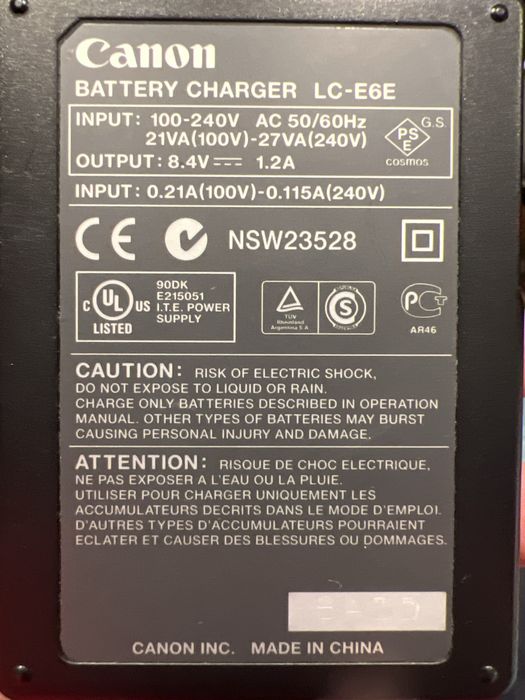 Canon
BATTERY CHARGER LC-E6E
INPUT: 100-240V AC 50/60Hz
21VA(100V)-27VA(240V)
OUTPUT: 8.4V⎓ 1.2A
PS
E
G.S.
COSMOS
INPUT: 0.21A(100V)-0.115A(240V)
CE
NSW23528
c UL US
LISTED
90DK
E215051
I.T.E. POWER
SUPPLY
TÜV
Rheinland
Argentina S.A
S
PCT
AR46
CAUTION: RISK OF ELECTRIC SHOCK,
DO NOT EXPOSE TO LIQUID OR RAIN.
CHARGE ONLY BATTERIES DESCRIBED IN OPERATION
MANUAL. OTHER TYPES OF BATTERIES MAY BURST
CAUSING PERSONAL INJURY AND DAMAGE.
ATTENTION: RISQUE DE CHOC ELECTRIQUE,
NE PAS EXPOSER A L'EAU OU LA PLUIE.
UTILISER POUR CHARGER UNIQUEMENT LES
ACCUMULATEURS DECRITS DANS LE MODE D'EMPLOI.
D'AUTRES TYPES D'ACCUMULATEURS POURRAIENT
ECLATER ET CAUSER DES BLESSURES OU DOMMAGES.
CANON INC. MADE IN CHINA